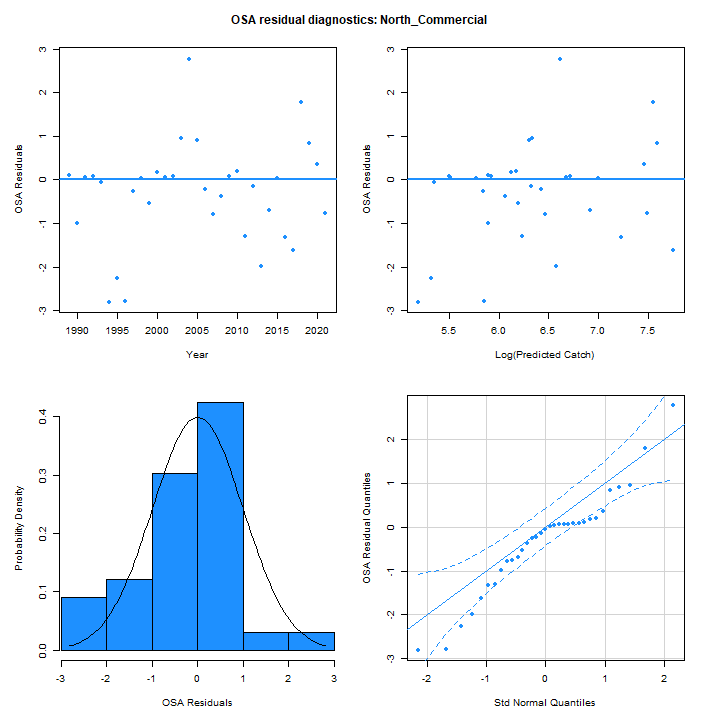 OSA residual diagnostics: North_Commercial
3
2
1
0
-1
-2
-3
OSA Residuals
1990 1995 2000 2005 2010 2015 2020
Year
3
2
1
0
-1
-2
-3
OSA Residuals
5.5 6.0 6.5 7.0 7.5
Log(Predicted Catch)
0.4
0.3
0.2
0.1
0.0
Probability Density
-3 -2 -1 0 1 2 3
OSA Residuals
2
1
0
-1
-2
-3
OSA Residual Quantiles
-2 -1 0 1 2
Std Normal Quantiles